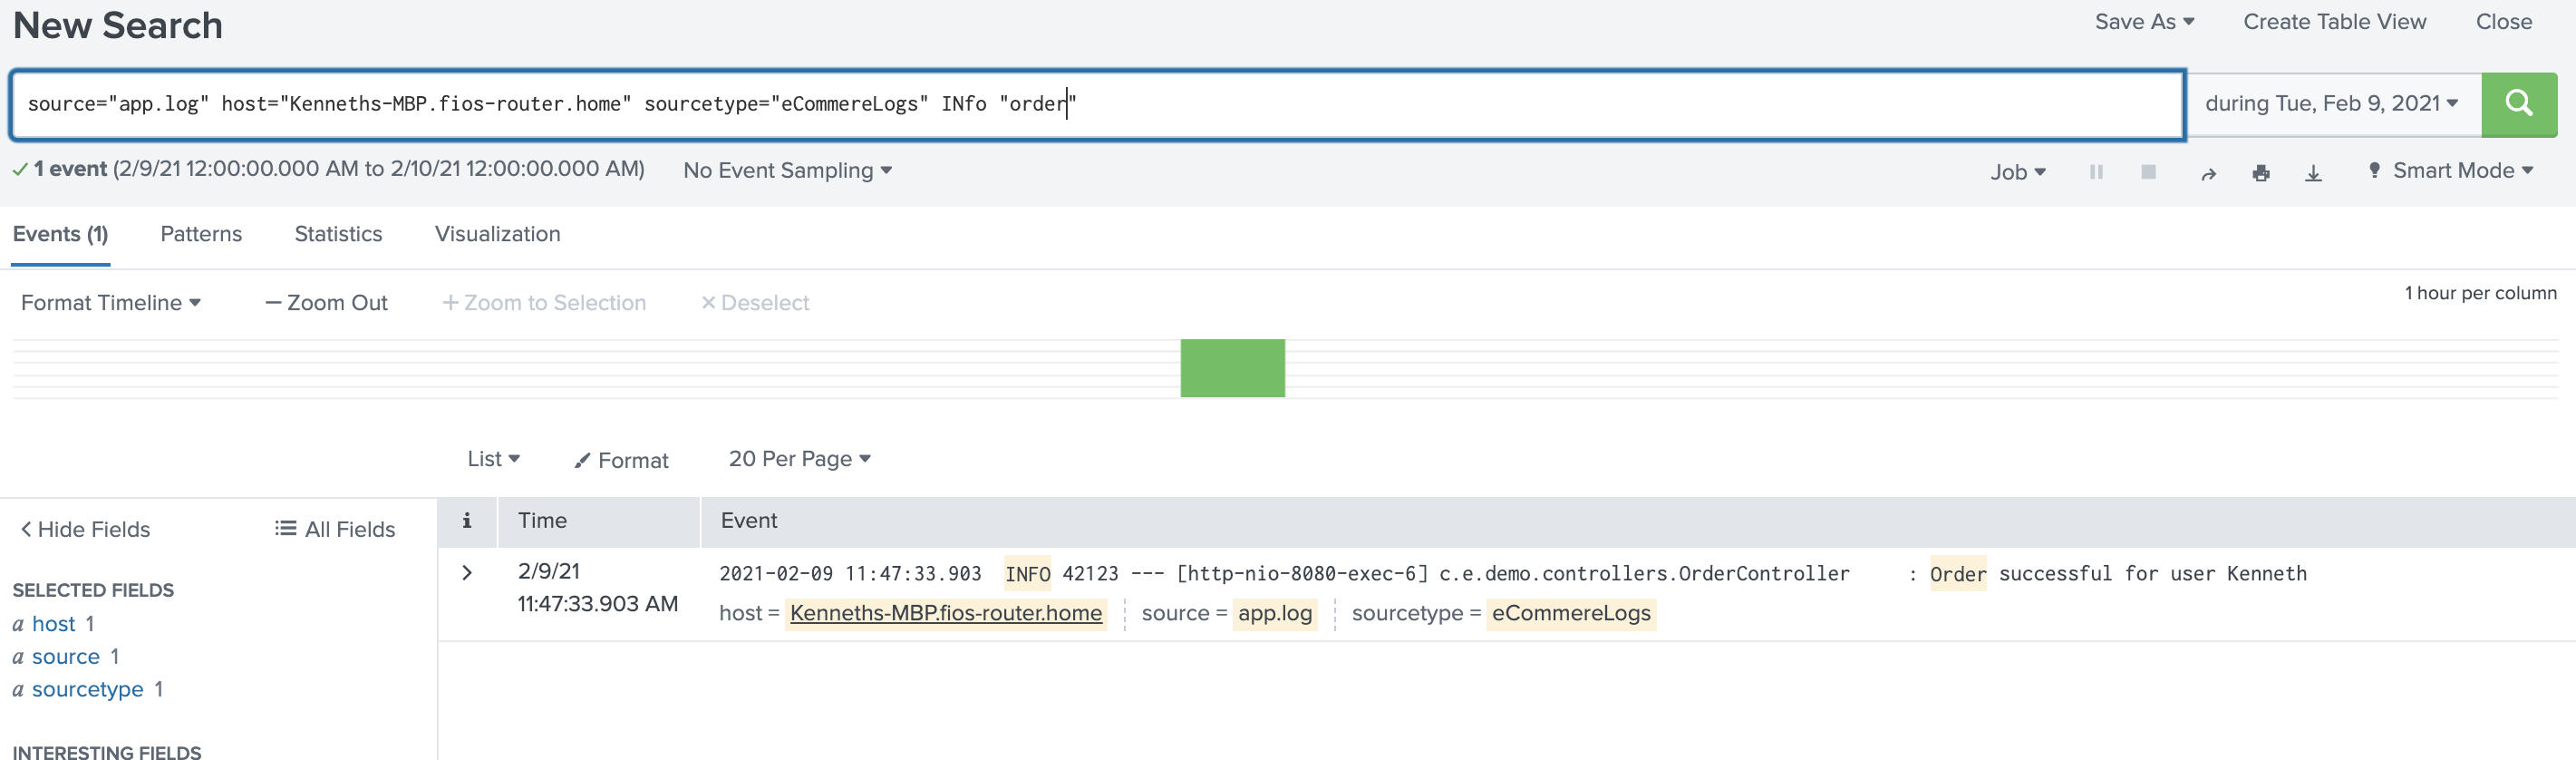 New Search
Save As Create Table View Close
source="app.log" host="Kenneths-MBP.fios-router.home" sourcetype="eCommereLogs" INfo "order"
during Tue, Feb 9, 2021
1 event (2/9/21 12:00:00.000 AM to 2/10/21 12:00:00.000 AM) No Event Sampling
Job Smart Mode
Events (1) Patterns Statistics Visualization
Format Timeline — Zoom Out + Zoom to Selection × Deselect
1 hour per column
List Format 20 Per Page
< Hide Fields All Fields
i Time Event
SELECTED FIELDS
a host 1
a source 1
a sourcetype 1
INTERESTING FIELDS
> 2/9/21
11:47:33.903 AM
2021-02-09 11:47:33.903 INFO 42123 --- [http-nio-8080-exec-6] c.e.demo.controllers.OrderController : Order successful for user Kenneth
host = Kenneths-MBP.fios-router.home source = app.log sourcetype = eCommereLogs